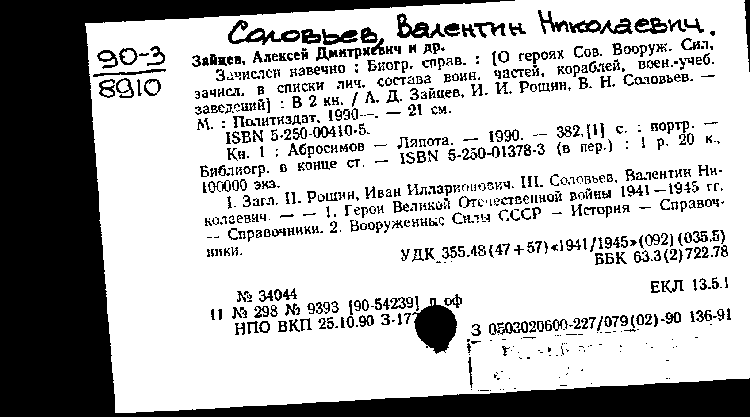 Соловьев, Валентин Николаевич.
90-3
8910
Зайцев, Алексей Дмитриевич и др.
Зачислен навечно : Биогр. справ. : [О героях Сов. Вооруж. Сил,
зачисл. в списки лич. состава воин. частей, кораблей, воен.-учеб.
заведений] : В 2 кн. / А. Д. Зайцев, И. И. Рощин, В. Н. Соловьев. —
М. : Политиздат, 1990—. — 21 см.
ISBN 5-250-00410-5.
Кн. 1 : Абросимов — Ляпота. — 1990. — 382,[1] с. : портр. —
Библиогр. в конце ст. — ISBN 5-250-01378-3 (в пер.) : 1 р. 20 к.,
100000 экз.
I. Загл. II. Рощин, Иван Илларионович. III. Соловьев, Валентин Ни-
колаевич. — — 1. Герои Великой Отечественной войны 1941—1945 гг.
— Справочники. 2. Вооруженные Силы СССР — История — Справоч-
ники.
УДК 355.48(47+57)«1941/1945»(092)(035.5)
ББК 63.3(2)722.78
№ 34044
11 № 298 № 9393 [90-54239] п оф
НПО ВКП 25.10.90 З-177
ЕКЛ 13.5.1
З 0503020600-227/079(02)-90 136-91